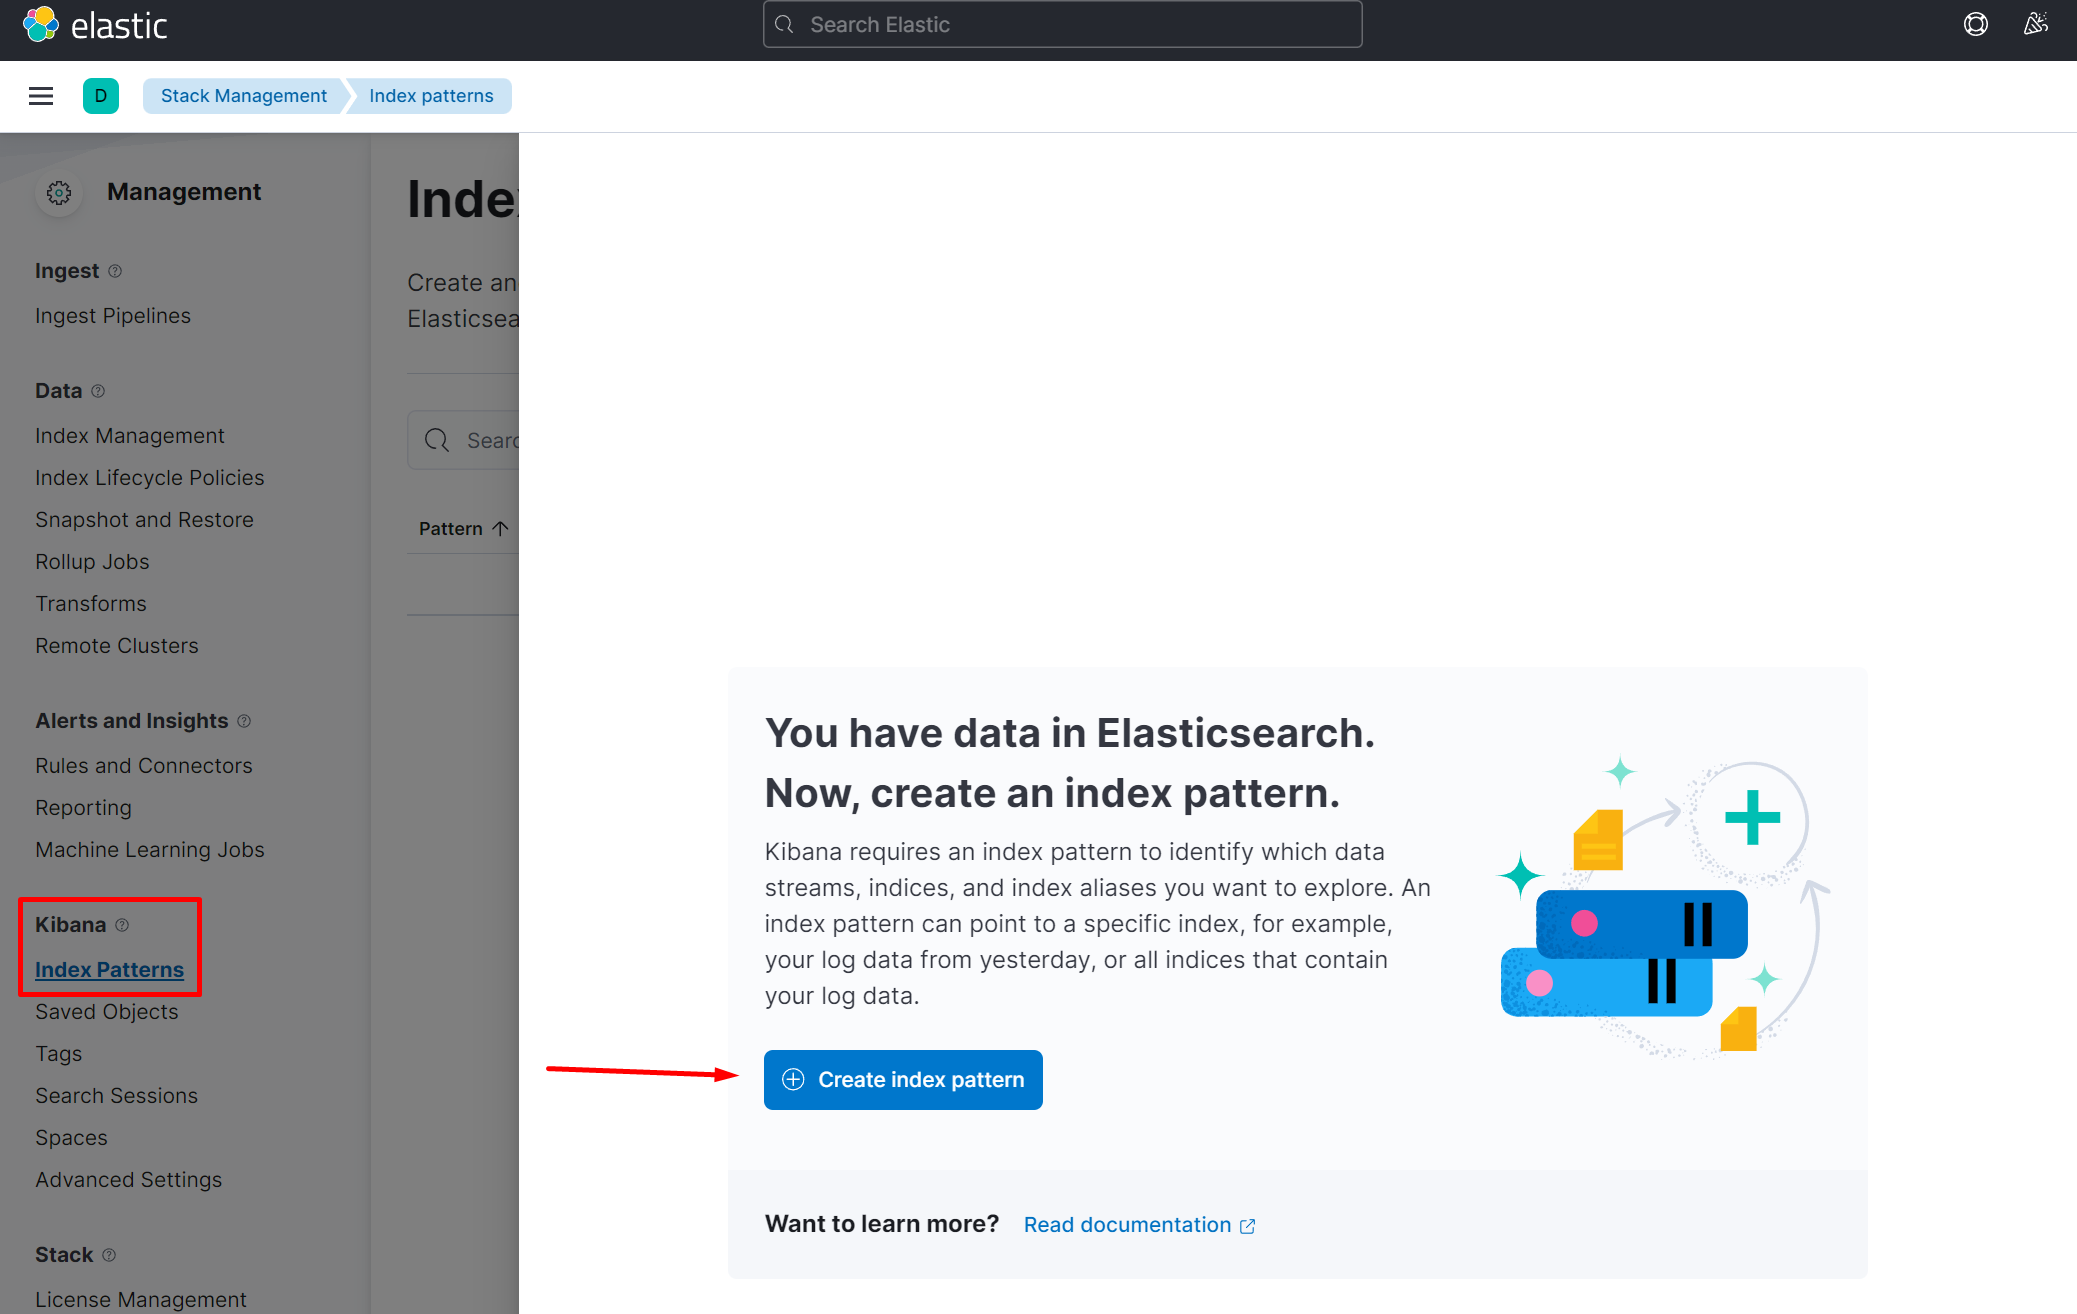 elastic
Search Elastic
D
Stack Management
Index patterns
Management
Ingest
Ingest Pipelines
Data
Index Management
Index Lifecycle Policies
Snapshot and Restore
Rollup Jobs
Transforms
Remote Clusters
Alerts and Insights
Rules and Connectors
Reporting
Machine Learning Jobs
Kibana
Index Patterns
Saved Objects
Tags
Search Sessions
Spaces
Advanced Settings
Stack
License Management
Inde
Create an
Elasticsea
Searc
Pattern
You have data in Elasticsearch.
Now, create an index pattern.
Kibana requires an index pattern to identify which data
streams, indices, and index aliases you want to explore. An
index pattern can point to a specific index, for example,
your log data from yesterday, or all indices that contain
your log data.
Create index pattern
Want to learn more? Read documentation